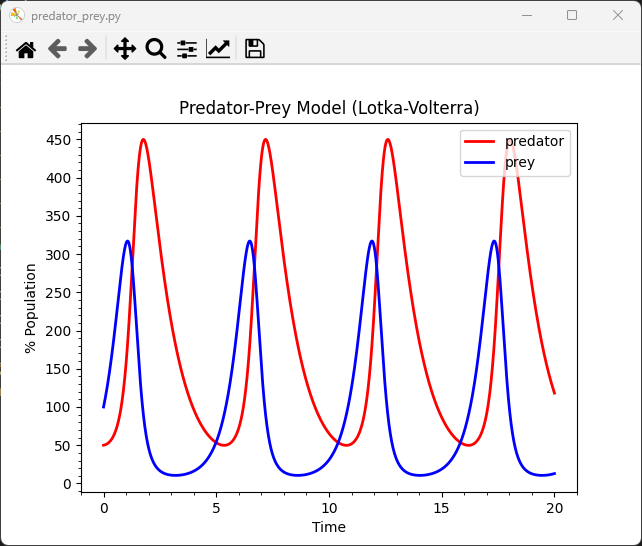 predator_prey.py
Predator-Prey Model (Lotka-Volterra)
predator
prey
% Population
450
400
350
300
250
200
150
100
50
0
0 5 10 15 20
Time